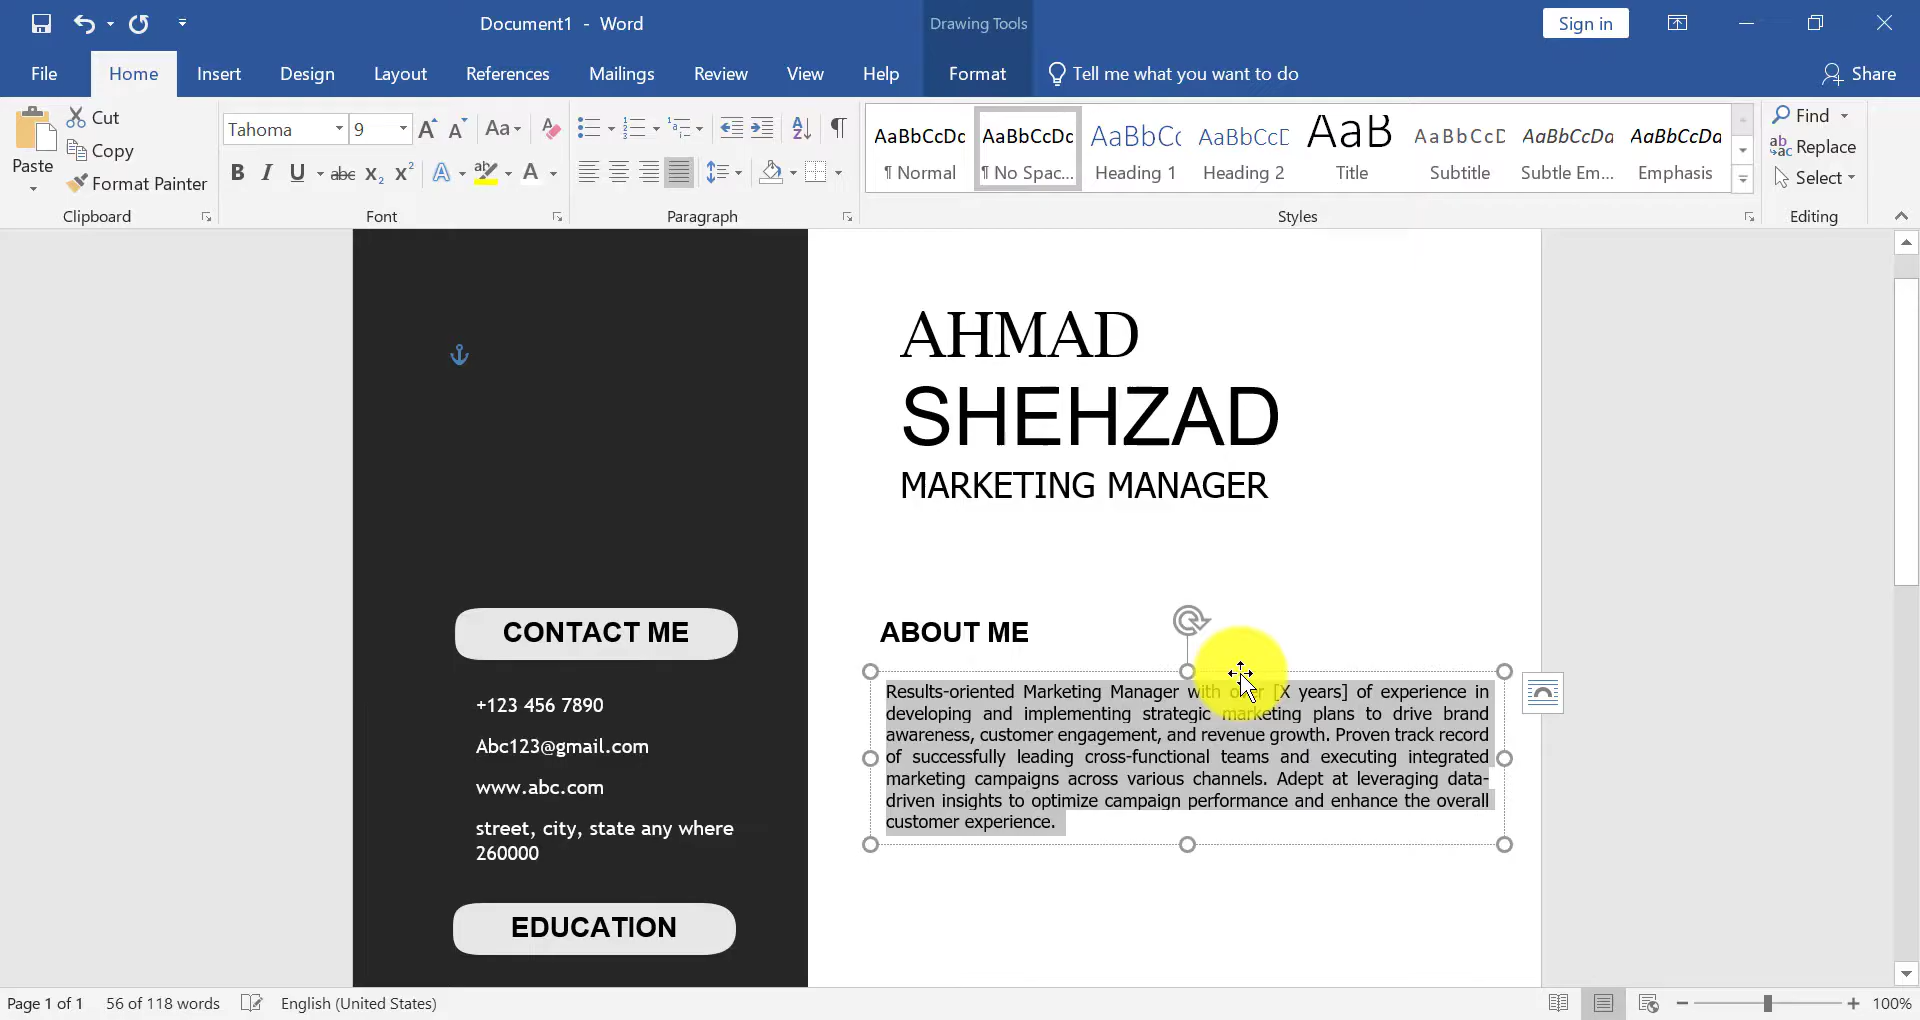 Document1 - Word
Drawing Tools
Sign in
File
Home
Insert
Design
Layout
References
Mailings
Review
View
Help
Format
Tell me what you want to do
Share
Paste
Cut
Copy
Format Painter
Clipboard
Tahoma
9
Aa
B I U abc X₂ X²
A ab A
Font
Paragraph
AaBbCcDc
¶ Normal
AaBbCcDc
¶ No Spac...
AaBbCc
Heading 1
AaBbCcE
Heading 2
AaB
Title
AaBbCcD
Subtitle
AaBbCcDa
Subtle Em...
AaBbCcDa
Emphasis
Styles
Find
Replace
Select
Editing
AHMAD
SHEHZAD
MARKETING MANAGER
CONTACT ME
+123 456 7890
Abc123@gmail.com
www.abc.com
street, city, state any where
260000
EDUCATION
ABOUT ME
Results-oriented Marketing Manager with over [X years] of experience in
developing and implementing strategic marketing plans to drive brand
awareness, customer engagement, and revenue growth. Proven track record
of successfully leading cross-functional teams and executing integrated
marketing campaigns across various channels. Adept at leveraging data-
driven insights to optimize campaign performance and enhance the overall
customer experience.
Page 1 of 1
56 of 118 words
English (United States)
100%